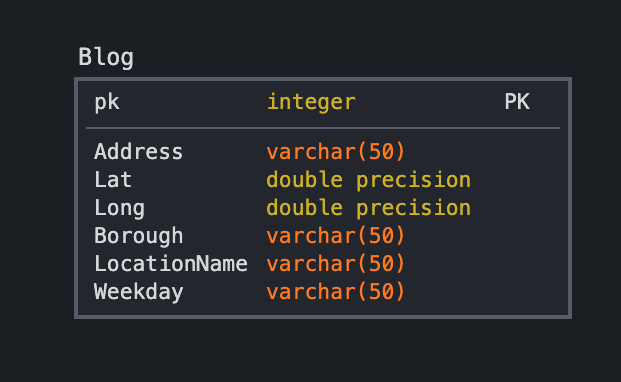 Blog
pk integer PK
Address varchar(50)
Lat double precision
Long double precision
Borough varchar(50)
LocationName varchar(50)
Weekday varchar(50)